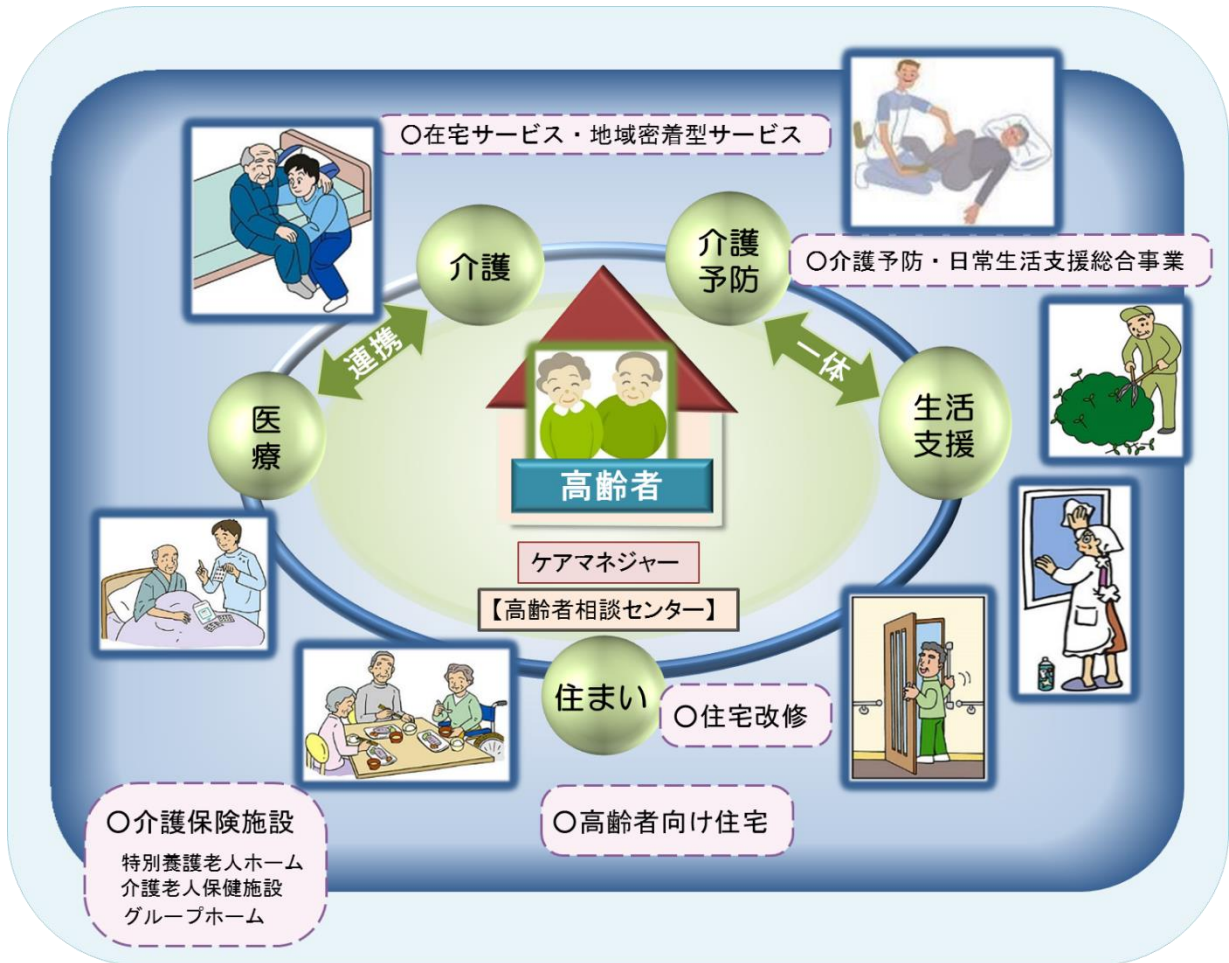 〇在宅サービス・地域密着型サービス
介護
介護
予防
〇介護予防・日常生活支援総合事業
連携
一体
医
療
生活
支援
高齢者
ケアマネジャー
【高齢者相談センター】
住まい
〇住宅改修
〇高齢者向け住宅
〇介護保険施設
特別養護老人ホーム
介護老人保健施設
グループホーム